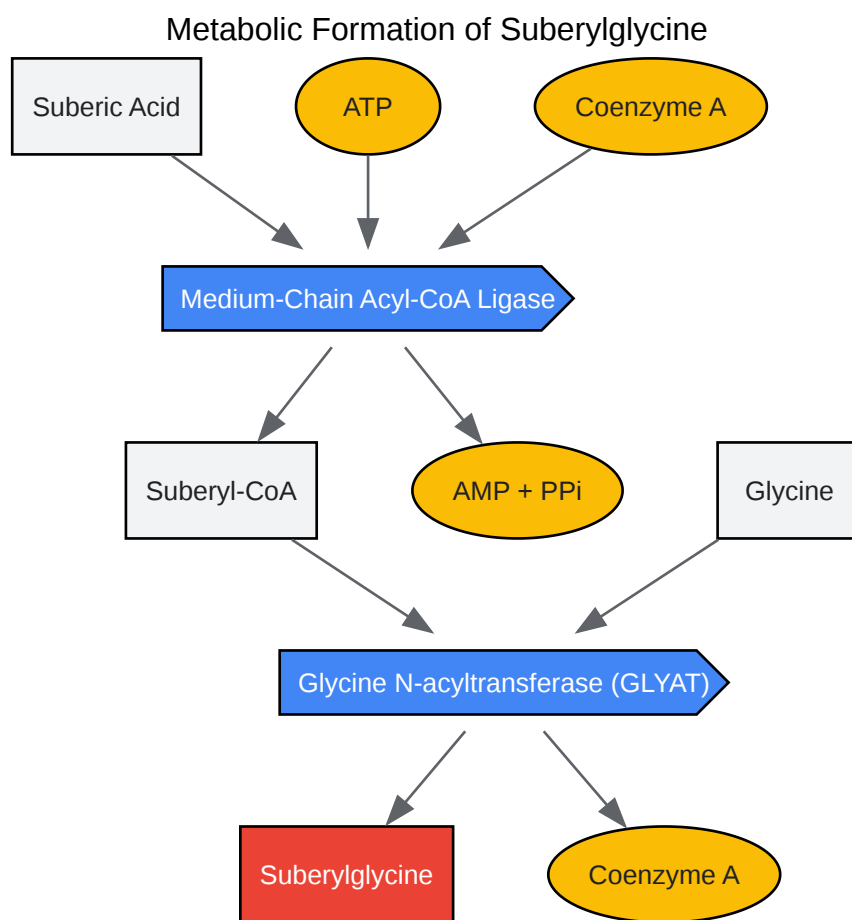 Metabolic Formation of Suberylglycine
Suberic Acid
ATP
Coenzyme A
Medium-Chain Acyl-CoA Ligase
Suberyl-CoA
AMP + PPi
Glycine
Glycine N-acyltransferase (GLYAT)
Suberylglycine
Coenzyme A